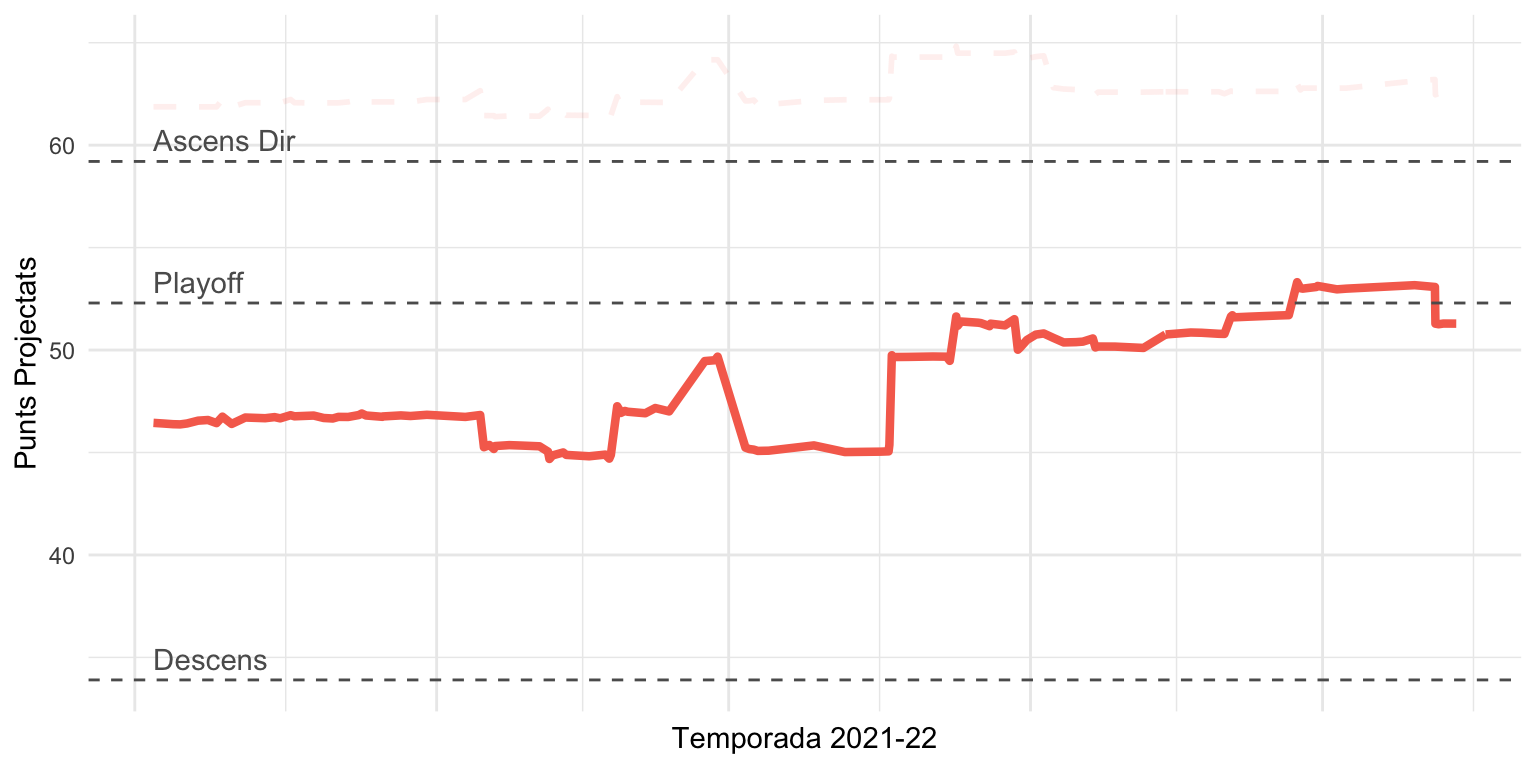 60
Ascens Dir
Punts Projectats
Playoff
50
40
Descens
Temporada 2021-22